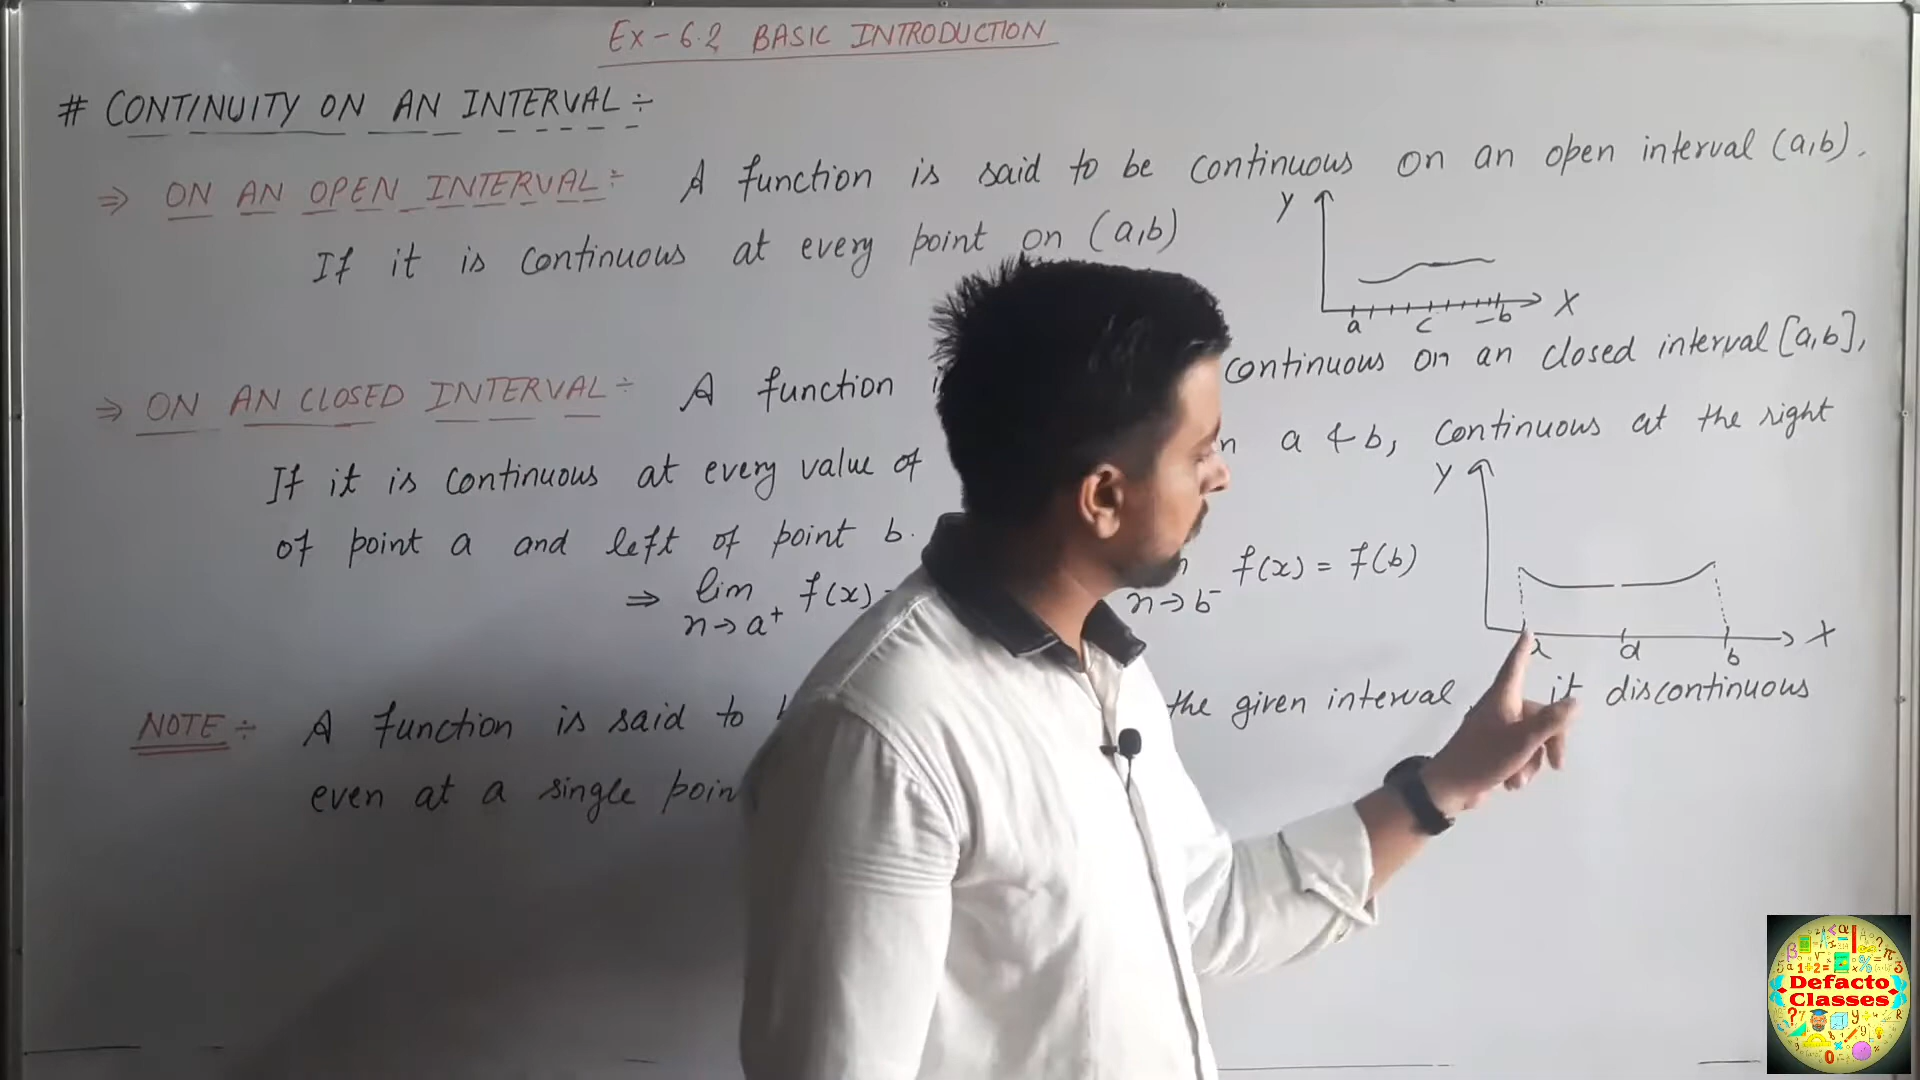 Ex-6.2 BASIC INTRODUCTION
# CONTINUITY ON AN INTERVAL÷
⇒ ON AN OPEN INTERVAL÷ A function is said to be continuous on an open interval (a,b).
If it is continuous at every point on (a,b)
Y
X
a c b
⇒ ON AN CLOSED INTERVAL÷ A function continuous on an closed interval [a,b],
If it is continuous at every value of a & b, continuous at the right
of point a and left of point b.
Y
⇒ lim f(x) f(x) = f(b)
n→a⁺ n→b⁻
X
d b
NOTE÷ A function is said to the given interval, it discontinuous
even at a single
Defacto
Classes